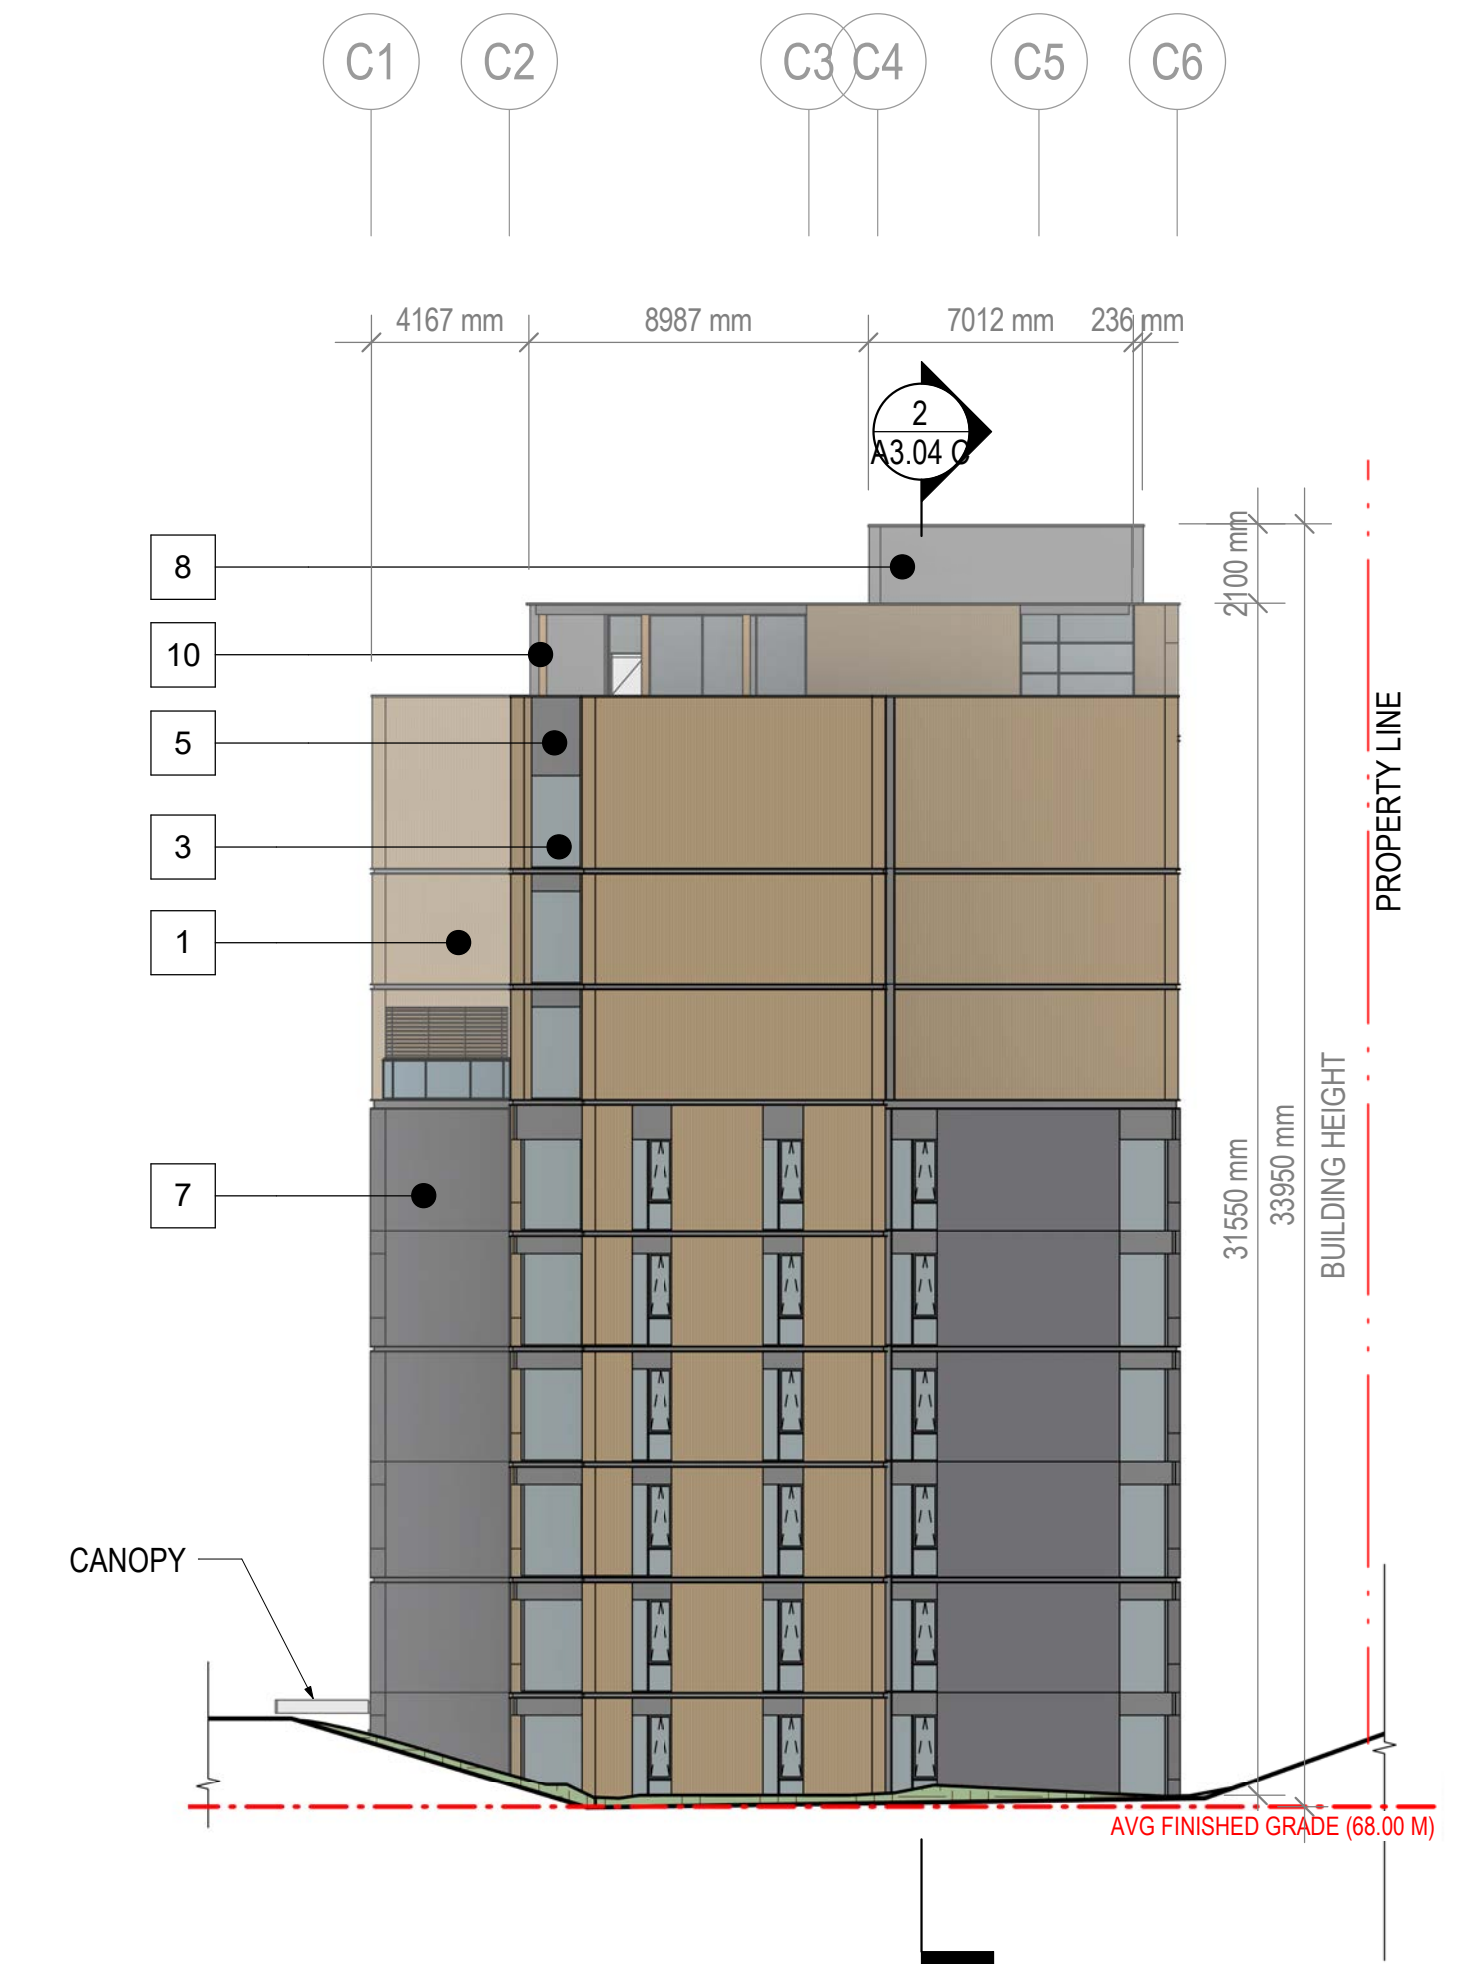 C1 C2 C3 C4 C5 C6
4167 mm 8987 mm 7012 mm 236 mm
2
A3.04 C
8
2100 mm
10
5
3
PROPERTY LINE
1
7
31550 mm
33950 mm
BUILDING HEIGHT
CANOPY
AVG FINISHED GRADE (68.00 M)